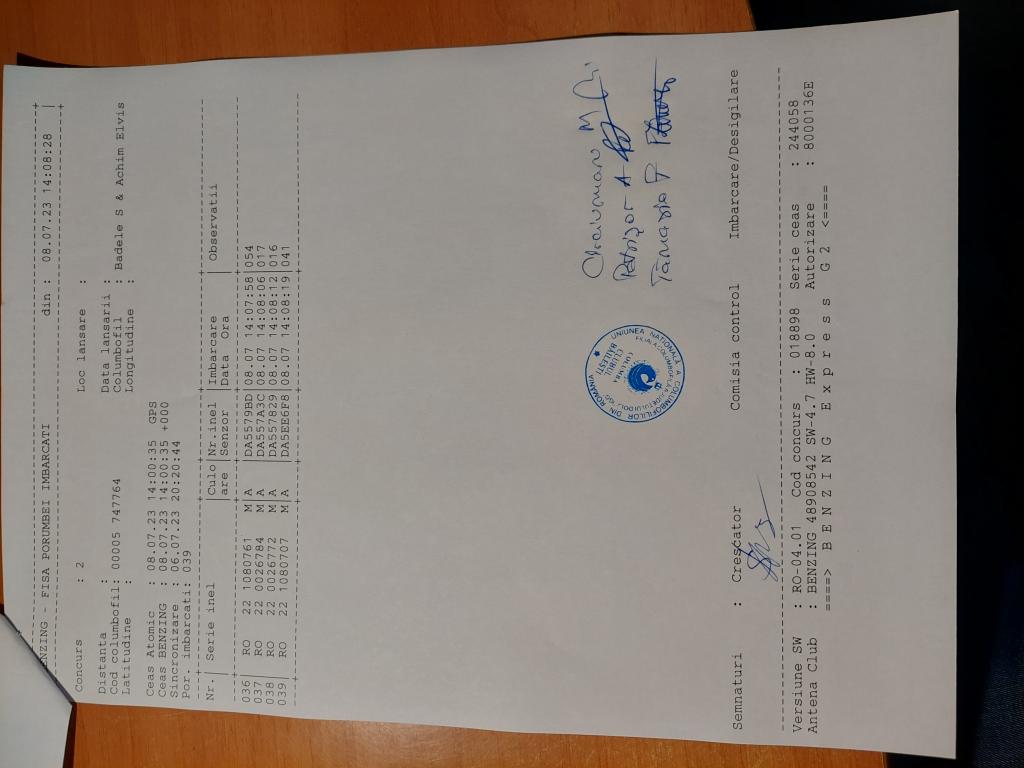 ENZING - FISA PORUMBEI IMBARCATI din : 08.07.23 14:08:28 |
Concurs : 2 Loc lansare :
Distanta : Data lansarii :
Cod columbofil: 00005 747764 Columbofil : Badele S & Achim Elvis
Latitudine : Longitudine :
Ceas Atomic : 08.07.23 14:00:35 GPS
Ceas BENZING : 08.07.23 14:00:35 +000
Sincronizare : 06.07.23 20:20:44
Por. imbarcati: 039
Nr. | Serie inel |Culo|Nr.inel |Imbarcare | Observatii
|are |Senzor |Data Ora |
036| RO 22 1080761 M|A |DA5579BD|08.07 14:07:58|054
037| RO 22 0026784 M|A |DA557A3C|08.07 14:08:06|017
038| RO 22 0026772 M|A |DA557829|08.07 14:08:12|016
039| RO 22 1080707 M|A |DA5EE6F8|08.07 14:08:19|041
UNIUNEA NATIONALA A COLUMBOFILILOR DIN ROMANIA
CLUBUL
BAILESTI
COLUMBA
Petrisor A
Semnaturi : Crescator Comisia control Imbarcare/Desigilare
Versiune SW : RO-04.01 Cod concurs : 018898 Serie ceas : 244058
Antena Club : BENZING 48908542 SW-4.7 HW-8.0 Autorizare : 8000136E
====> B E N Z I N G E x p r e s s G 2 <====